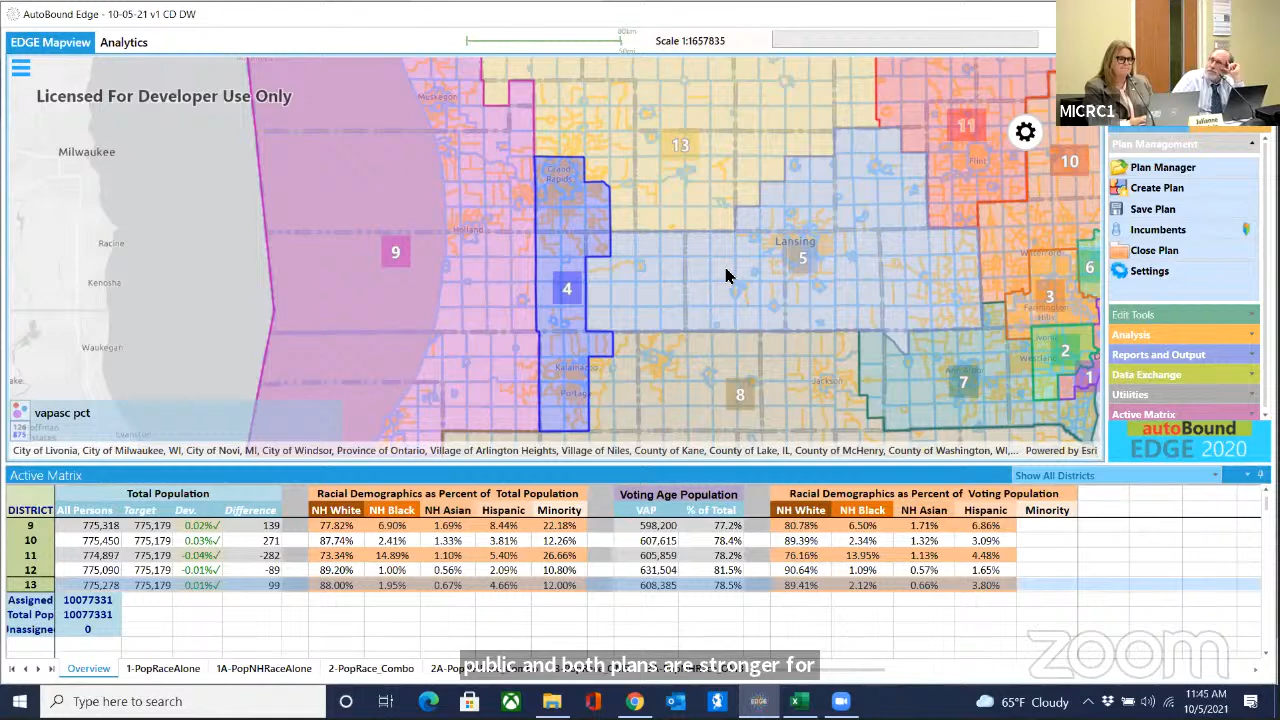 AutoBound Edge - 10-05-21 v1 CD DW
EDGE Mapview Analytics
80km
50mi
Scale 1:1657835
Licensed For Developer Use Only
MICRC1
Julianne
Milwaukee
Racine
Kenosha
Waukegan
Evanston
Muskegon
Grand Rapids
Holland
Lansing
Flint
Waterford
Farmington Hills
Livonia
Westland
Ann Arbor
Jackson
Kalamazoo
Portage
13
11
10
9
5
4
6
3
2
1
7
8
vapasc pct
City of Livonia, City of Milwaukee, WI, City of Novi, MI, City of Windsor, Province of Ontario, Village of Arlington Heights, Village of Niles, County of Kane, County of Lake, IL, County of McHenry, County of Washington, WI,... Powered by Esri
Plan Management
Plan Manager
Create Plan
Save Plan
Incumbents
Close Plan
Settings
Edit Tools
Analysis
Reports and Output
Data Exchange
Utilities
Active Matrix
autoBound
EDGE 2020
Active Matrix Show All Districts
Total Population Racial Demographics as Percent of Total Population Voting Age Population Racial Demographics as Percent of Voting Population
DISTRICT All Persons Target Dev. Difference NH White NH Black NH Asian Hispanic Minority VAP % of Total NH White NH Black NH Asian Hispanic Minority
9 775,318 775,179 0.02%✓ 139 77.82% 6.90% 1.69% 8.44% 22.18% 598,200 77.2% 80.78% 6.50% 1.71% 6.86%
10 775,450 775,179 0.03%✓ 271 87.74% 2.41% 1.33% 3.81% 12.26% 607,615 78.4% 89.39% 2.34% 1.32% 3.09%
11 774,897 775,179 -0.04%✓ -282 73.34% 14.89% 1.10% 5.40% 26.66% 605,859 78.2% 76.16% 13.95% 1.13% 4.48%
12 775,090 775,179 -0.01%✓ -89 89.20% 1.00% 0.56% 2.09% 10.80% 631,504 81.5% 90.64% 1.09% 0.57% 1.65%
13 775,278 775,179 0.01%✓ 99 88.00% 1.95% 0.67% 4.66% 12.00% 608,385 78.5% 89.41% 2.12% 0.66% 3.80%
Assigned 10077331
Total Pop 10077331
Unassigne 0
Overview 1-PopRaceAlone 1A-PopNHRaceAlone 2-PopRace_Combo
public and both plans are stronger for
zoom
Type here to search
65°F Cloudy
11:45 AM
10/5/2021